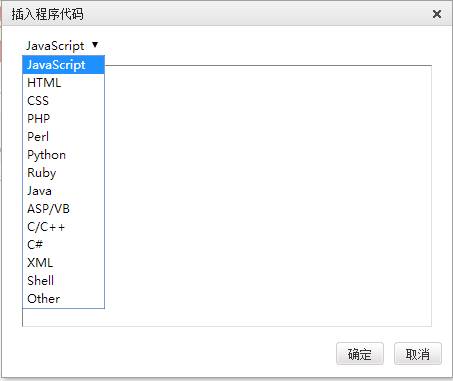 插入程序代码
JavaScript
JavaScript
HTML
CSS
PHP
Perl
Python
Ruby
Java
ASP/VB
C/C++
C#
XML
Shell
Other
确定 取消